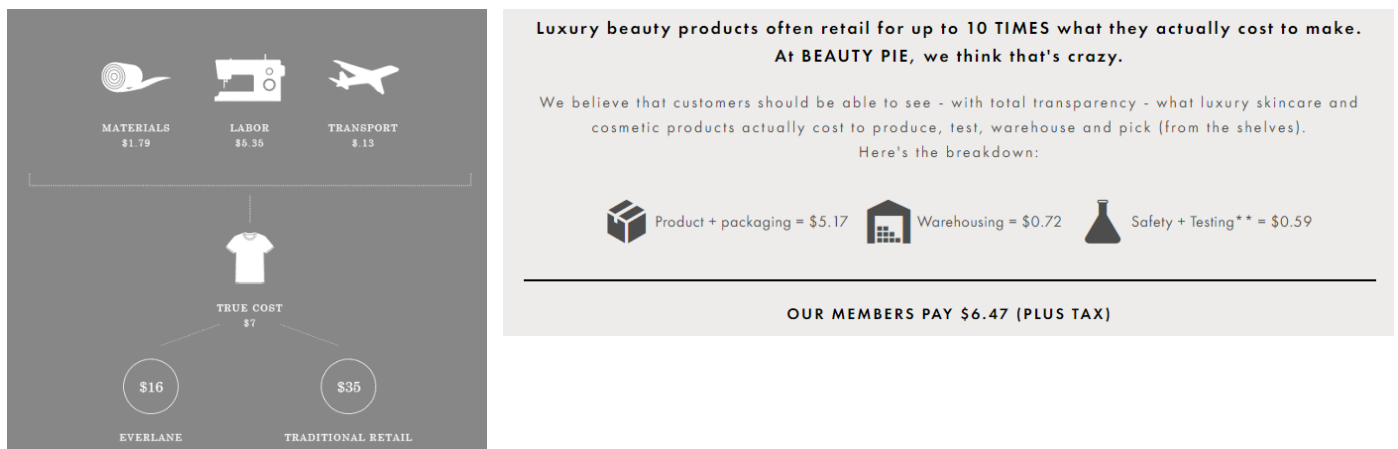 MATERIALS
$1.79
LABOR
$5.35
TRANSPORT
$.13
TRUE COST
$7
$16
$35
EVERLANE
TRADITIONAL RETAIL
Luxury beauty products often retail for up to 10 TIMES what they actually cost to make.
At BEAUTY PIE, we think that's crazy.
We believe that customers should be able to see - with total transparency - what luxury skincare and
cosmetic products actually cost to produce, test, warehouse and pick (from the shelves).
Here's the breakdown:
Product + packaging = $5.17
Warehousing = $0.72
Safety + Testing** = $0.59
OUR MEMBERS PAY $6.47 (PLUS TAX)